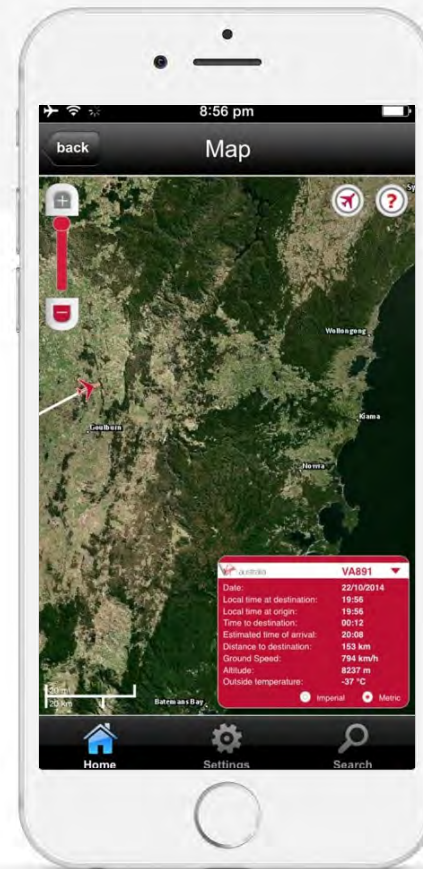 8:56 pm
back
Map
+
?
Sy
Wollongong
Kiama
Goulburn
Nowra
australia VA891
Date: 22/10/2014
Local time at destination: 19:56
Local time at origin: 19:56
Time to destination: 00:12
Estimated time of arrival: 20:08
Distance to destination: 153 km
Ground Speed: 794 km/h
Altitude: 8237 m
Outside temperature: -37 °C
Imperial Metric
20 mi
20 km
Batemans Bay
Home Settings Search